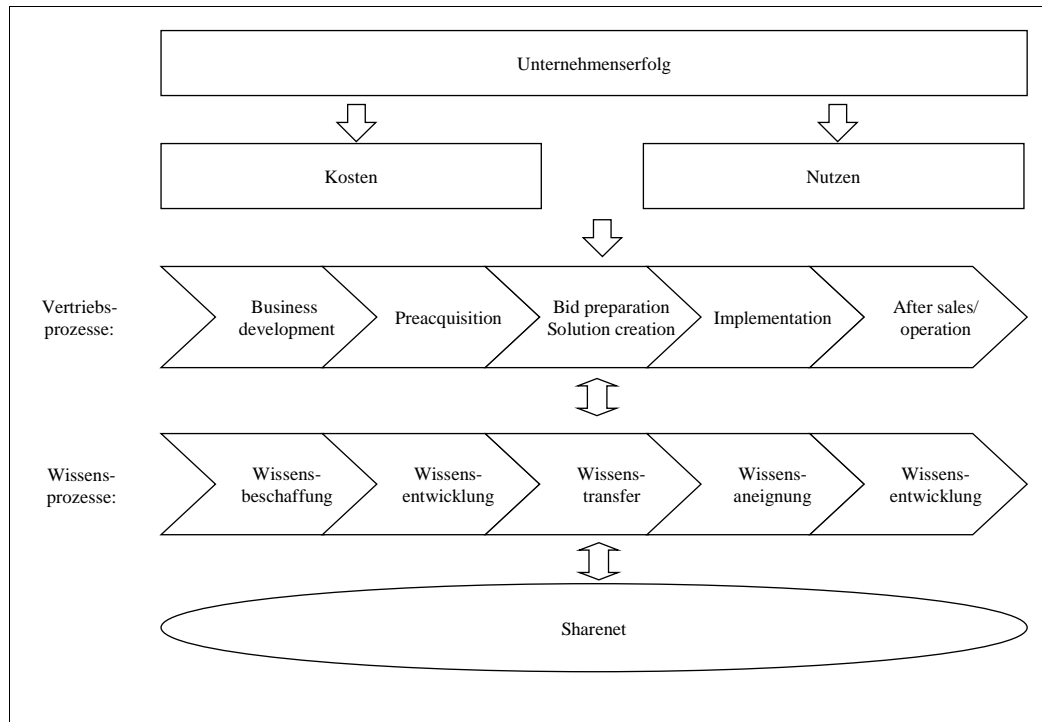 Unternehmenserfolg
Kosten
Nutzen
Vertriebs-
prozesse:
Business
development
Preacquisition
Bid preparation
Solution creation
Implementation
After sales/
operation
Wissens-
prozesse:
Wissens-
beschaffung
Wissens-
entwicklung
Wissens-
transfer
Wissens-
aneignung
Wissens-
entwicklung
Sharenet